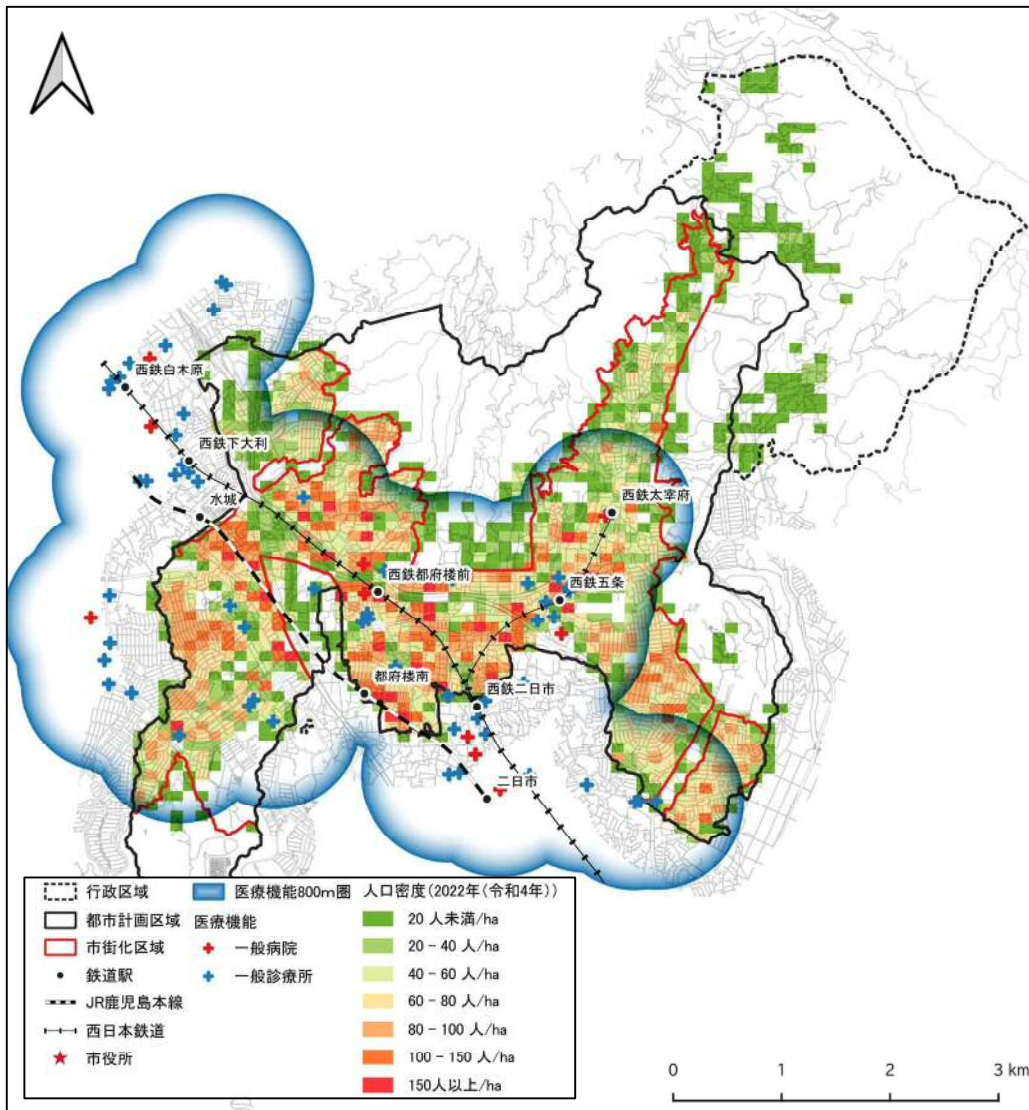 西鉄白木原
西鉄下大利
水城
西鉄太宰府
西鉄都府楼前
西鉄五条
都府楼南
西鉄二日市
二日市
行政区域
都市計画区域
市街化区域
鉄道駅
JR鹿児島本線
西日本鉄道
市役所
医療機能800m圏
医療機能
一般病院
一般診療所
人口密度(2022年(令和4年))
20 人未満/ha
20 - 40 人/ha
40 - 60 人/ha
60 - 80 人/ha
80 - 100 人/ha
100 - 150 人/ha
150人以上/ha
0 1 2 3 km